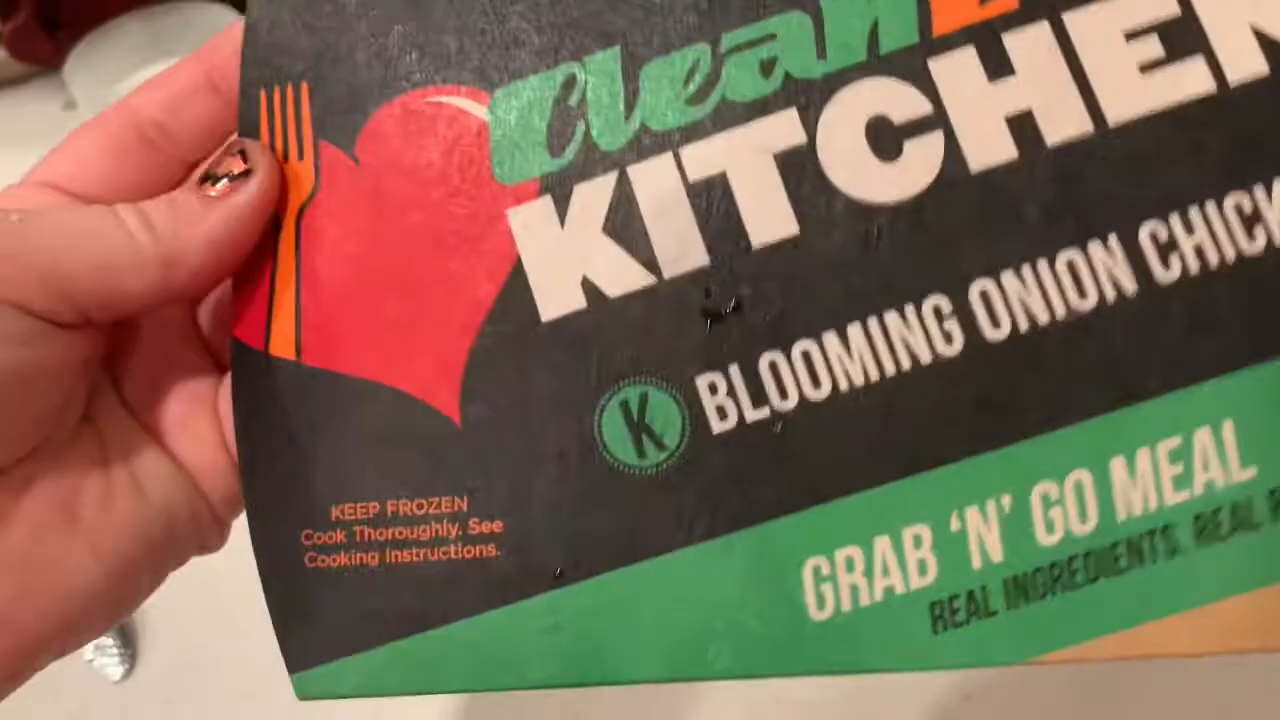 Clean
KITCHEN
K
BLOOMING ONION CHICK
GRAB 'N' GO MEAL
REAL INGREDIENTS. REAL
KEEP FROZEN
Cook Thoroughly. See
Cooking Instructions.